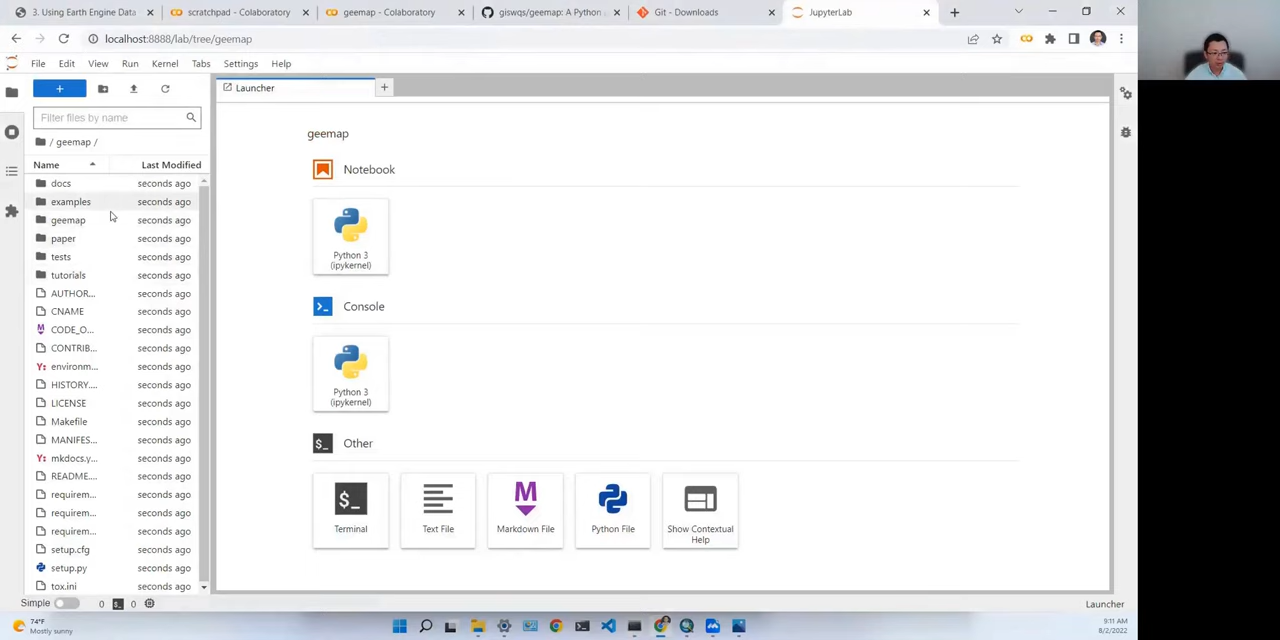 3. Using Earth Engine Data
scratchpad - Colaboratory
geemap - Colaboratory
giswqs/geemap: A Python
Git - Downloads
JupyterLab
localhost:8888/lab/tree/geemap
File Edit View Run Kernel Tabs Settings Help
Launcher
Filter files by name
/ geemap /
Name Last Modified
docs seconds ago
examples seconds ago
geemap seconds ago
paper seconds ago
tests seconds ago
tutorials seconds ago
AUTHOR... seconds ago
CNAME seconds ago
CODE_O... seconds ago
CONTRIB... seconds ago
Y: environm... seconds ago
HISTORY.... seconds ago
LICENSE seconds ago
Makefile seconds ago
MANIFES... seconds ago
Y: mkdocs.y... seconds ago
README.... seconds ago
requirem... seconds ago
requirem... seconds ago
requirem... seconds ago
setup.cfg seconds ago
setup.py seconds ago
tox.ini seconds ago
geemap
Notebook
Python 3
(ipykernel)
Console
Python 3
(ipykernel)
$_ Other
$_
Terminal
Text File
M
Markdown File
Python File
Show Contextual
Help
Simple 0 $_ 0
Launcher
74°F
Mostly sunny
9:11 AM
8/2/2022